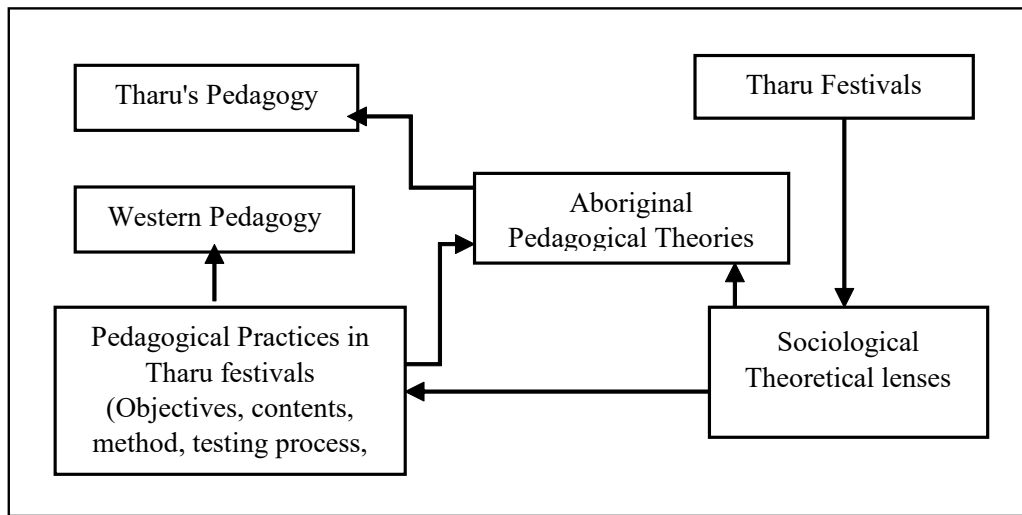 Tharu's Pedagogy
Tharu Festivals
Western Pedagogy
Aboriginal
Pedagogical Theories
Pedagogical Practices in
Tharu festivals
(Objectives, contents,
method, testing process,
Sociological
Theoretical lenses